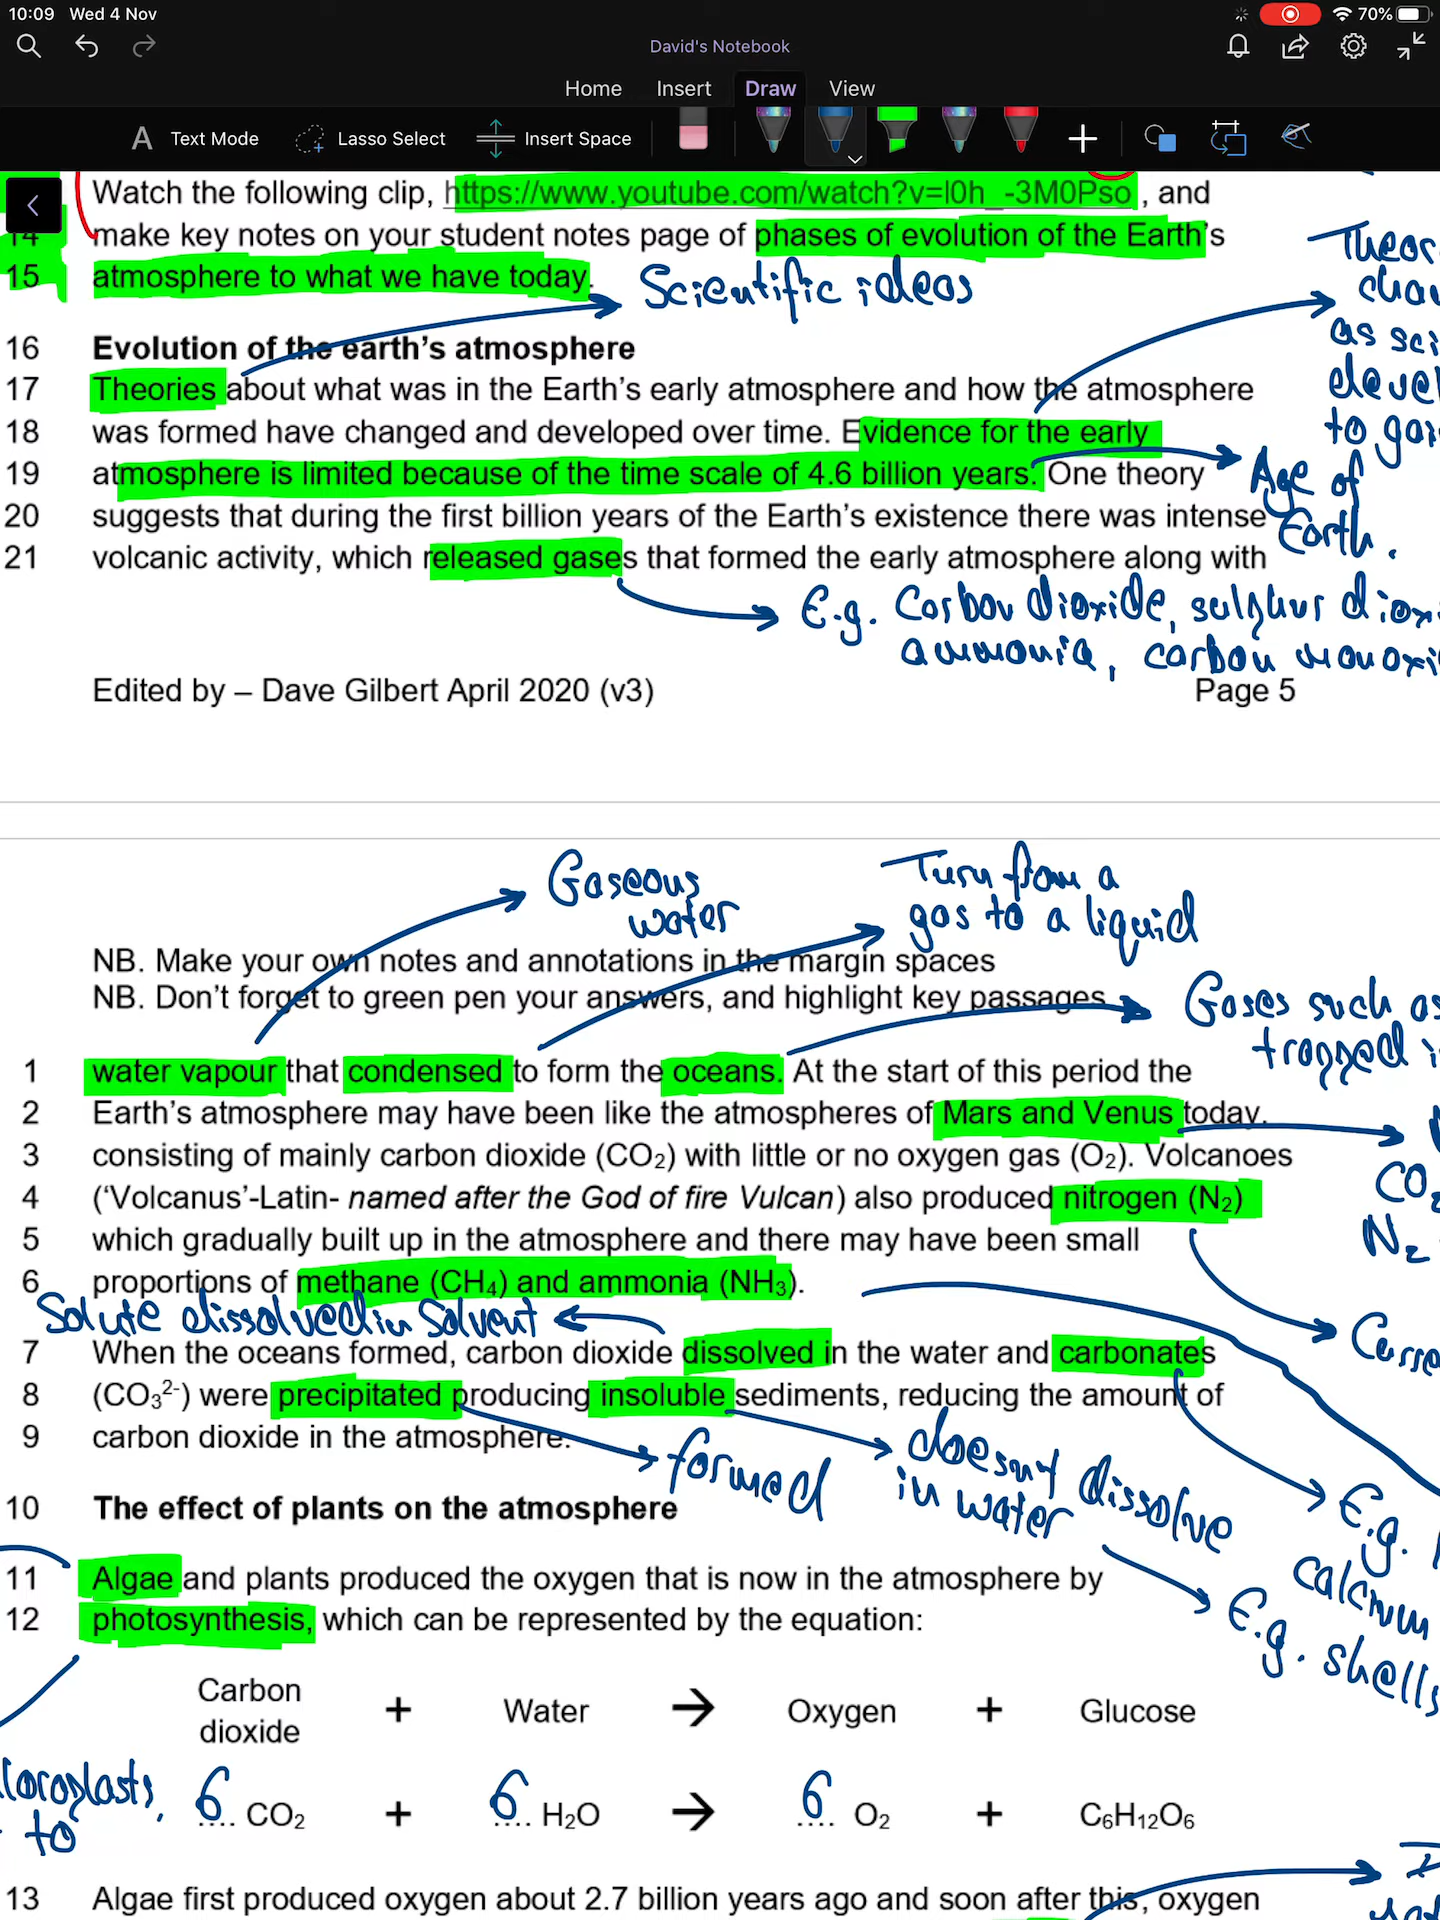 10:09 Wed 4 Nov
70%
David's Notebook
Home Insert Draw View
Text Mode Lasso Select Insert Space
Watch the following clip, https://www.youtube.com/watch?v=l0h_-3M0Pso , and
14 make key notes on your student notes page of phases of evolution of the Earth's
15 atmosphere to what we have today.
Scientific ideas
16 Evolution of the earth's atmosphere
17 Theories about what was in the Earth's early atmosphere and how the atmosphere
18 was formed have changed and developed over time. Evidence for the early
19 atmosphere is limited because of the time scale of 4.6 billion years. One theory
Age of
Earth.
20 suggests that during the first billion years of the Earth's existence there was intense
21 volcanic activity, which released gases that formed the early atmosphere along with
E.g. Carbon dioxide, sulphur
ammonia, carbon
Edited by – Dave Gilbert April 2020 (v3) Page 5
Gaseous
water
Turn from a
gas to a liquid
NB. Make your own notes and annotations in the margin spaces
NB. Don't forget to green pen your answers, and highlight key passages
Gases such as
trapped
1 water vapour that condensed to form the oceans. At the start of this period the
2 Earth's atmosphere may have been like the atmospheres of Mars and Venus today,
3 consisting of mainly carbon dioxide (CO2) with little or no oxygen gas (O2). Volcanoes
4 ('Volcanus'-Latin- named after the God of fire Vulcan) also produced nitrogen (N2)
CO2
N2
5 which gradually built up in the atmosphere and there may have been small
6 proportions of methane (CH4) and ammonia (NH3).
Solute dissolved in solvent
7 When the oceans formed, carbon dioxide dissolved in the water and carbonates
8 (CO3²⁻) were precipitated producing insoluble sediments, reducing the amount of
9 carbon dioxide in the atmosphere.
formed
doesn't dissolve
in water
E.g.
calcium
E.g. shells
10 The effect of plants on the atmosphere
11 Algae and plants produced the oxygen that is now in the atmosphere by
12 photosynthesis, which can be represented by the equation:
Carbon dioxide + Water → Oxygen + Glucose
to
6 CO2 + 6 H2O → 6 O2 + C6H12O6
13 Algae first produced oxygen about 2.7 billion years ago and soon after this, oxygen